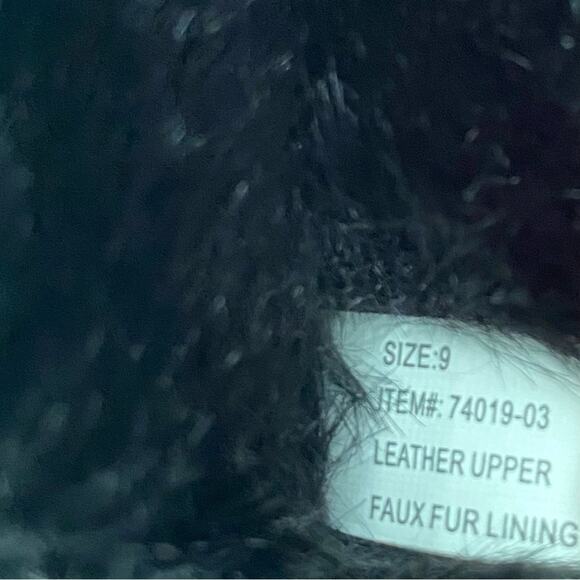 SIZE:9
ITEM#: 74019-03
LEATHER UPPER
FAUX FUR LINING